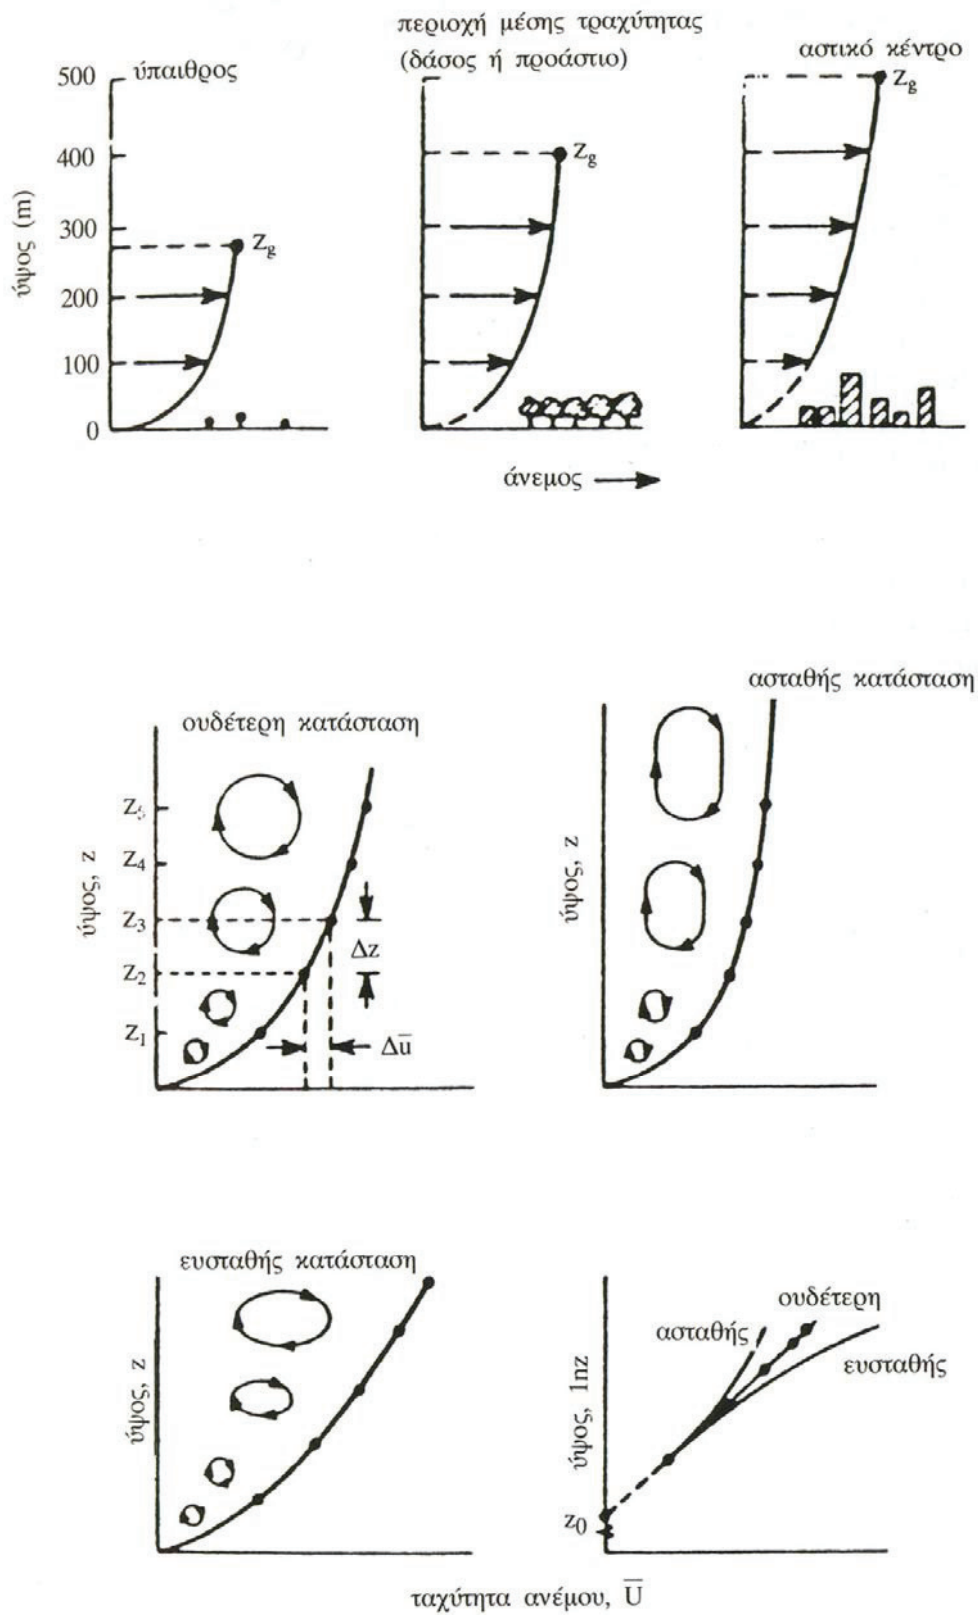 ύπαιθρος
περιοχή μέσης τραχύτητας
(δάσος ή προάστιο)
αστικό κέντρο
ύψος (m)
500
400
300
200
100
0
Zg
Zg
Zg
άνεμος
ουδέτερη κατάσταση
ύψος, z
Z5
Z4
Z3
Z2
Z1
Δz
Δu̅
ασταθής κατάσταση
ύψος, z
ευσταθής κατάσταση
ύψος, z
ουδέτερη
ασταθής
ευσταθής
ύψος, lnz
z0
ταχύτητα ανέμου, U̅